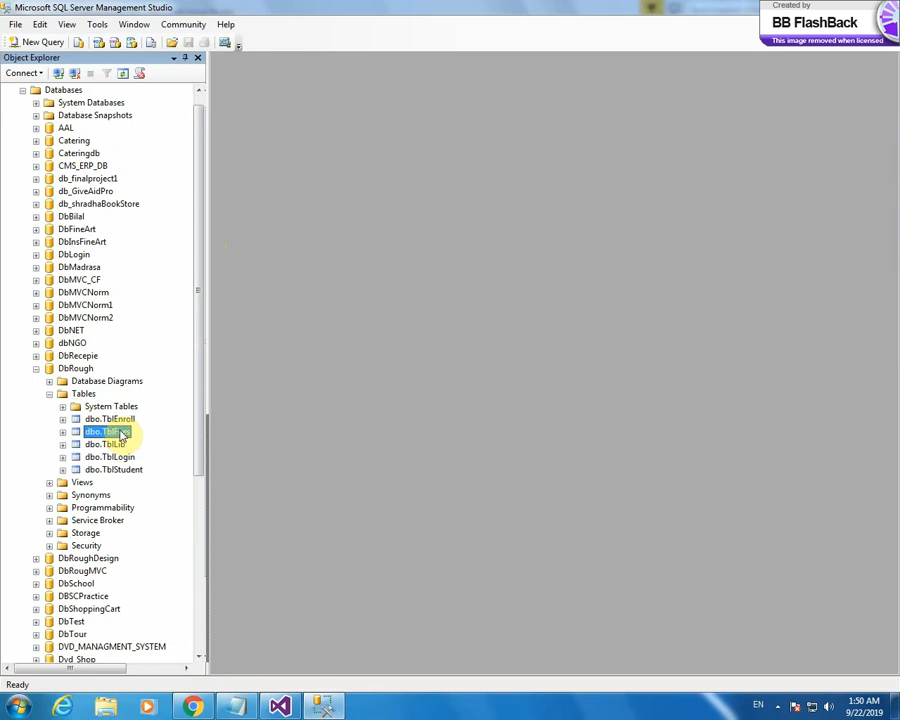 Microsoft SQL Server Management Studio
Created by
BB FlashBack
This image removed when licensed
File Edit View Tools Window Community Help
New Query
Object Explorer
Connect
Databases
System Databases
Database Snapshots
AAL
Catering
Cateringdb
CMS_ERP_DB
db_finalproject1
db_GiveAidPro
db_shradhaBookStore
DbBilal
DbFineArt
DbInsFineArt
DbLogin
DbMadrasa
DbMVC_CF
DbMVCNorm
DbMVCNorm1
DbMVCNorm2
DbNET
dbNGO
DbRecepie
DbRough
Database Diagrams
Tables
System Tables
dbo.TblEnroll
dbo.TblLib
dbo.TblLogin
dbo.TblStudent
Views
Synonyms
Programmability
Service Broker
Storage
Security
DbRoughDesign
DbRougMVC
DbSchool
DBSCPractice
DbShoppingCart
DbTest
DbTour
DVD_MANAGMENT_SYSTEM
Dvd_Shop
Ready
EN
1:50 AM
9/22/2019